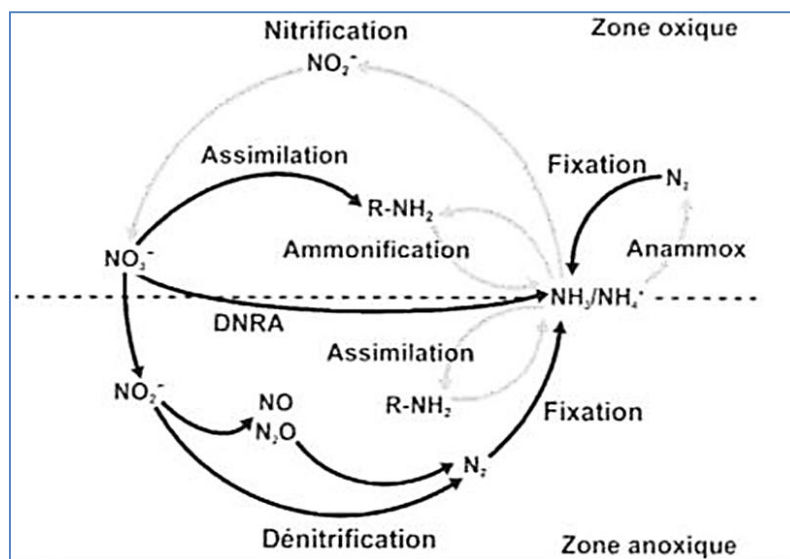 Nitrification
Zone oxique
NO₂⁻
Assimilation
Fixation
N₂
R-NH₂
Ammonification
Anammox
NO₃⁻
NH₃/NH₄⁺
DNRA
Assimilation
NO₂⁻
NO
R-NH₂
Fixation
N₂O
N₂
Dénitrification
Zone anoxique